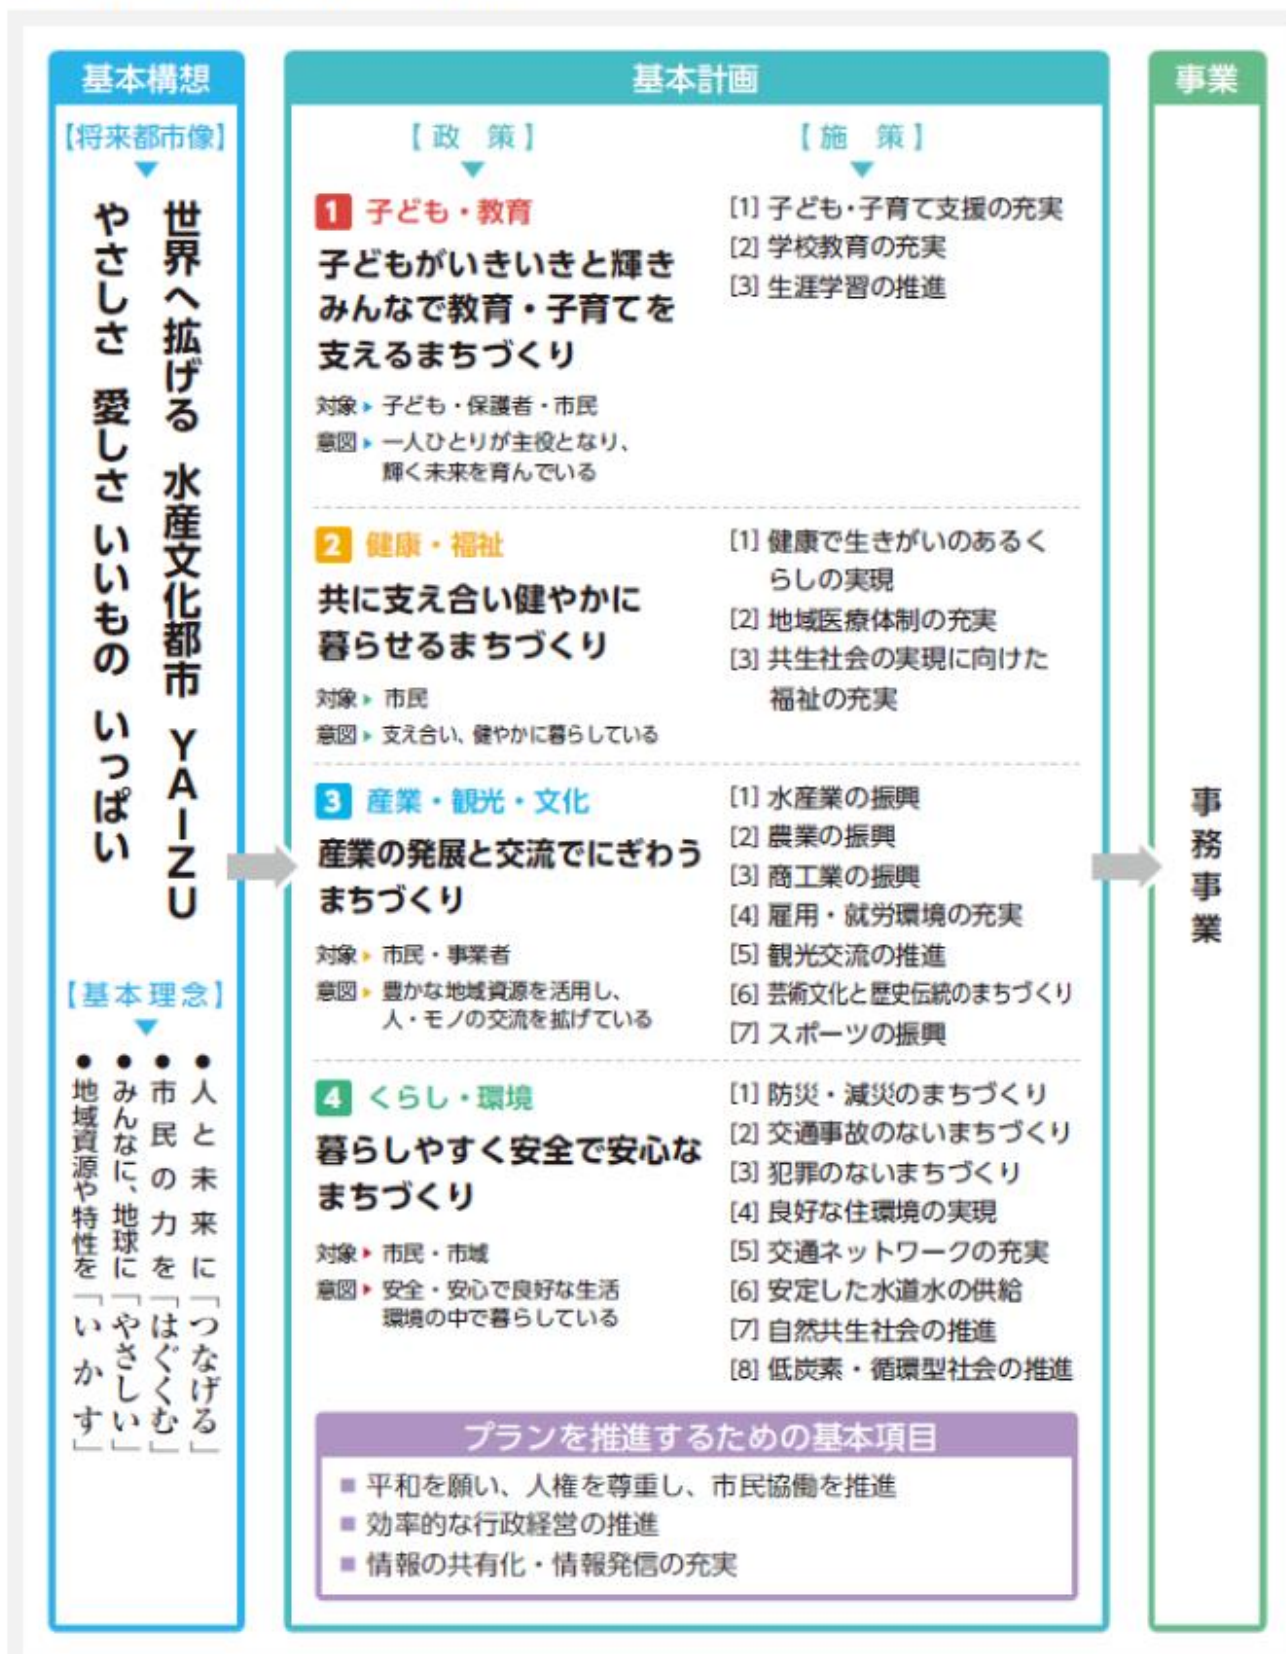 基本構想
【将来都市像】
世界へ拡げる 水産文化都市 YAIZU
やさしさ 愛しさ いいもの いっぱい
【基本理念】
●人と未来に「つなげる」
●市民の力を「はぐくむ」
●みんなに、地球に「やさしい」
●地域資源や特性を「いかす」
基本計画
【政 策】
【施 策】
1 子ども・教育
子どもがいきいきと輝き
みんなで教育・子育てを
支えるまちづくり
対象 子ども・保護者・市民
意図 一人ひとりが主役となり、
輝く未来を育んでいる
[1] 子ども・子育て支援の充実
[2] 学校教育の充実
[3] 生涯学習の推進
2 健康・福祉
共に支え合い健やかに
暮らせるまちづくり
対象 市民
意図 支え合い、健やかに暮らしている
[1] 健康で生きがいのあるく
らしの実現
[2] 地域医療体制の充実
[3] 共生社会の実現に向けた
福祉の充実
3 産業・観光・文化
産業の発展と交流でにぎわう
まちづくり
対象 市民・事業者
意図 豊かな地域資源を活用し、
人・モノの交流を拡げている
[1] 水産業の振興
[2] 農業の振興
[3] 商工業の振興
[4] 雇用・就労環境の充実
[5] 観光交流の推進
[6] 芸術文化と歴史伝統のまちづくり
[7] スポーツの振興
4 くらし・環境
暮らしやすく安全で安心な
まちづくり
対象 市民・市域
意図 安全・安心で良好な生活
環境の中で暮らしている
[1] 防災・減災のまちづくり
[2] 交通事故のないまちづくり
[3] 犯罪のないまちづくり
[4] 良好な住環境の実現
[5] 交通ネットワークの充実
[6] 安定した水道水の供給
[7] 自然共生社会の推進
[8] 低炭素・循環型社会の推進
プランを推進するための基本項目
■ 平和を願い、人権を尊重し、市民協働を推進
■ 効率的な行政経営の推進
■ 情報の共有化・情報発信の充実
事業
事務事業